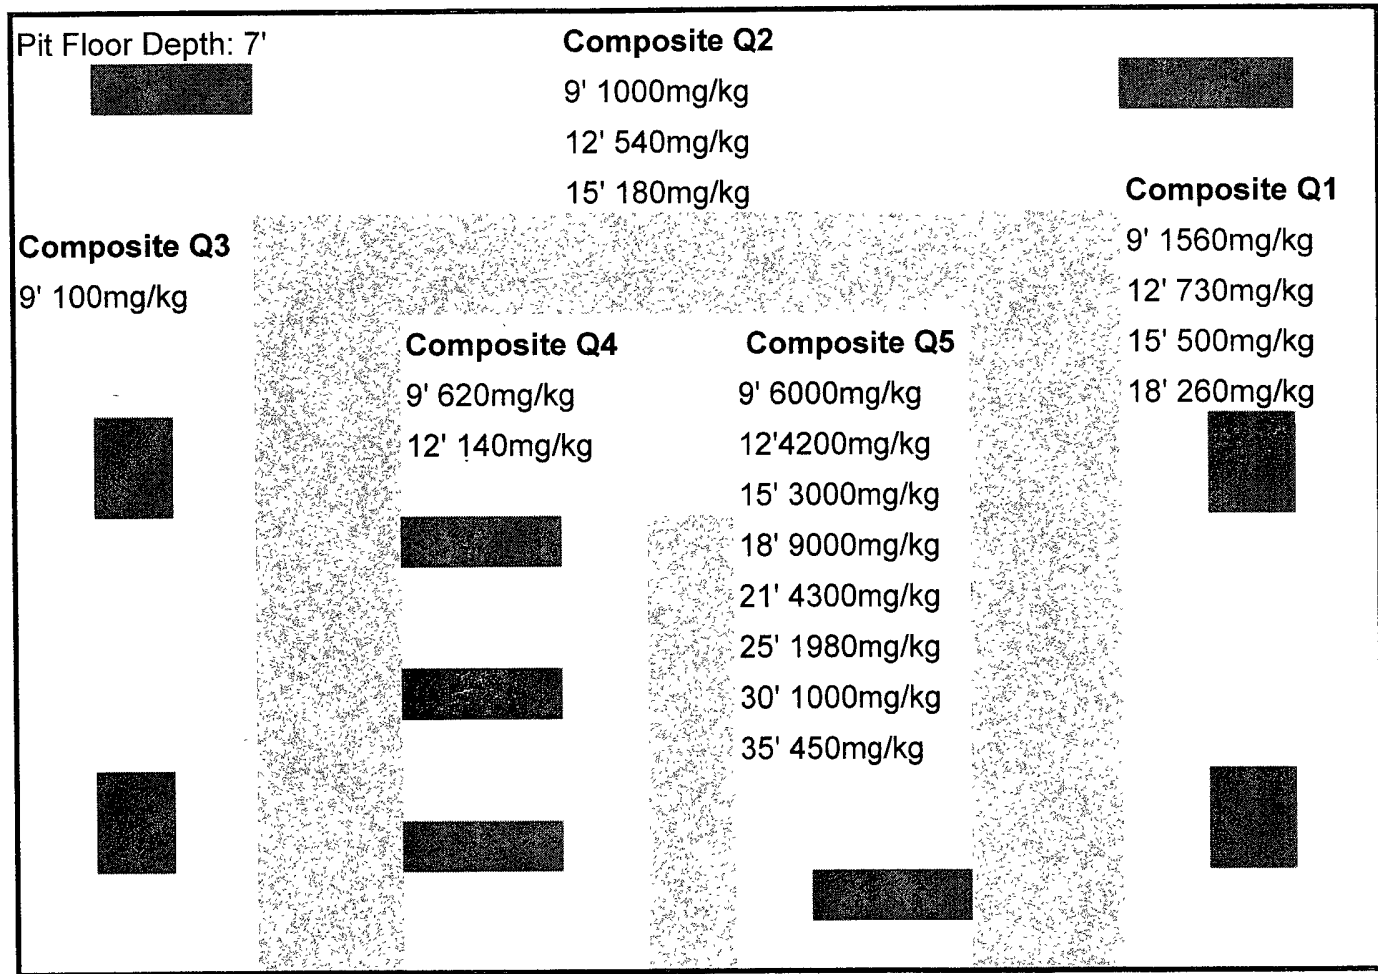 Pit Floor Depth: 7'
Composite Q2
9' 1000mg/kg
12' 540mg/kg
15' 180mg/kg
Composite Q1
9' 1560mg/kg
12' 730mg/kg
15' 500mg/kg
18' 260mg/kg
Composite Q3
9' 100mg/kg
Composite Q4
9' 620mg/kg
12' 140mg/kg
Composite Q5
9' 6000mg/kg
12'4200mg/kg
15' 3000mg/kg
18' 9000mg/kg
21' 4300mg/kg
25' 1980mg/kg
30' 1000mg/kg
35' 450mg/kg